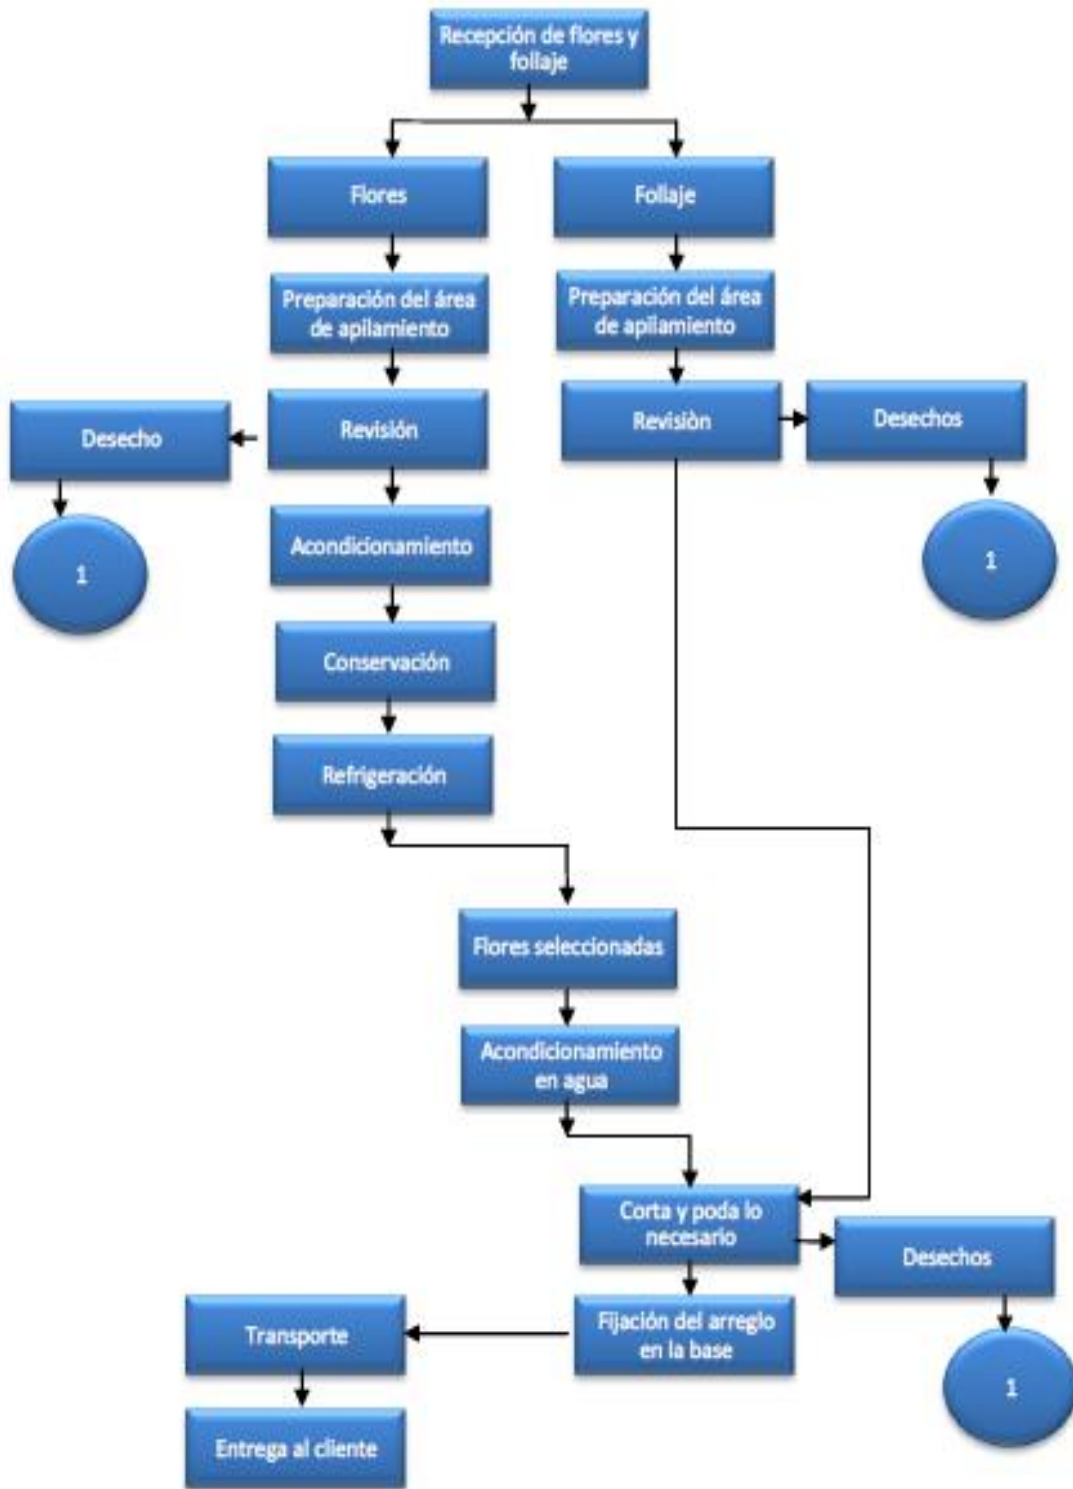 Recepción de flores y
follaje
Flores
Follaje
Preparación del área
de apilamiento
Preparación del área
de apilamiento
Desecho
Revisión
Revisiòn
Desechos
1
Acondicionamiento
1
Conservación
Refrigeración
Flores seleccionadas
Acondicionamiento
en agua
Corta y poda lo
necesario
Desechos
Transporte
Fijación del arreglo
en la base
1
Entrega al cliente